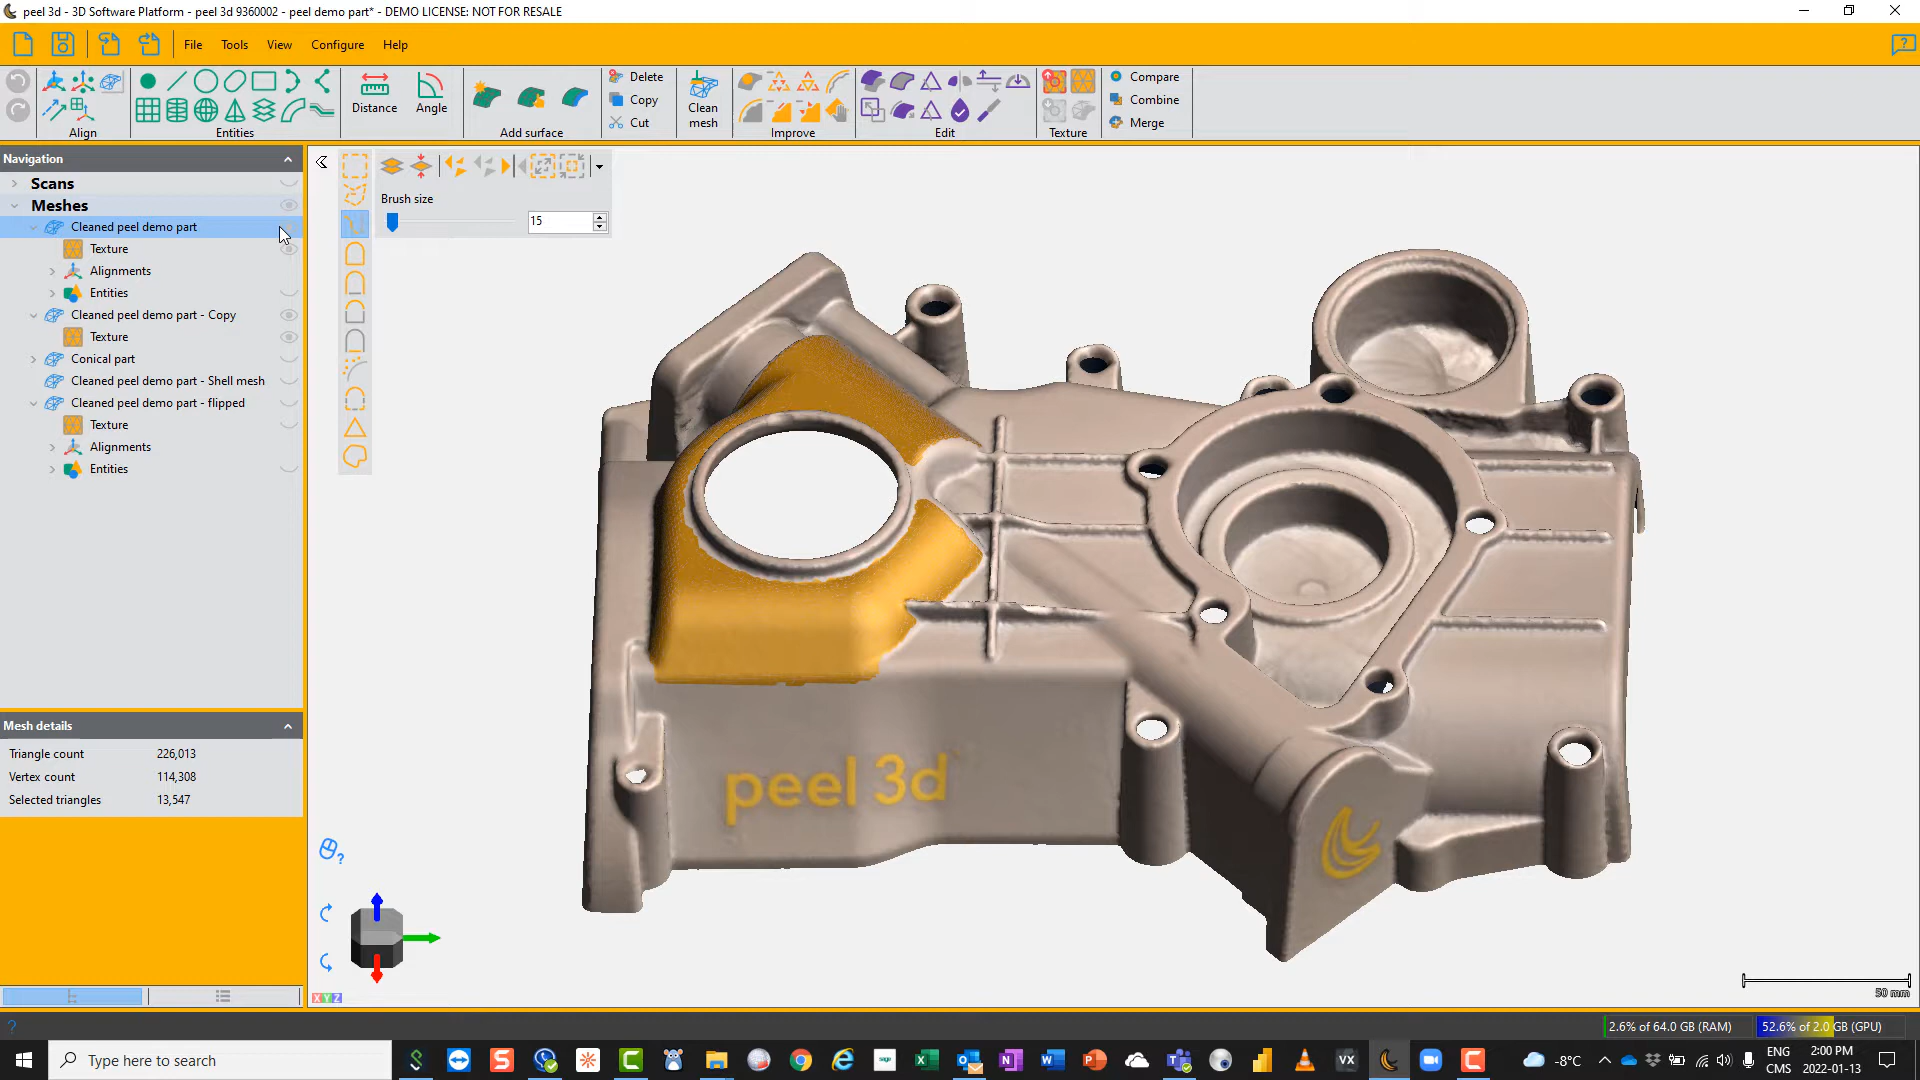 peel 3d - 3D Software Platform - peel 3d 9360002 - peel demo part* - DEMO LICENSE: NOT FOR RESALE
File Tools View Configure Help
Align
Entities
Distance
Angle
Add surface
Delete
Copy
Cut
Clean
mesh
Improve
Edit
Texture
Compare
Combine
Merge
Navigation
Scans
Meshes
Cleaned peel demo part
Texture
Alignments
Entities
Cleaned peel demo part - Copy
Texture
Conical part
Cleaned peel demo part - Shell mesh
Cleaned peel demo part - flipped
Texture
Alignments
Entities
Brush size
15
Mesh details
Triangle count 226,013
Vertex count 114,308
Selected triangles 13,547
peel 3d
X Y Z
50 mm
2.6% of 64.0 GB (RAM)
52.6% of 2.0 GB (GPU)
Type here to search
-8°C
ENG
CMS
2:00 PM
2022-01-13